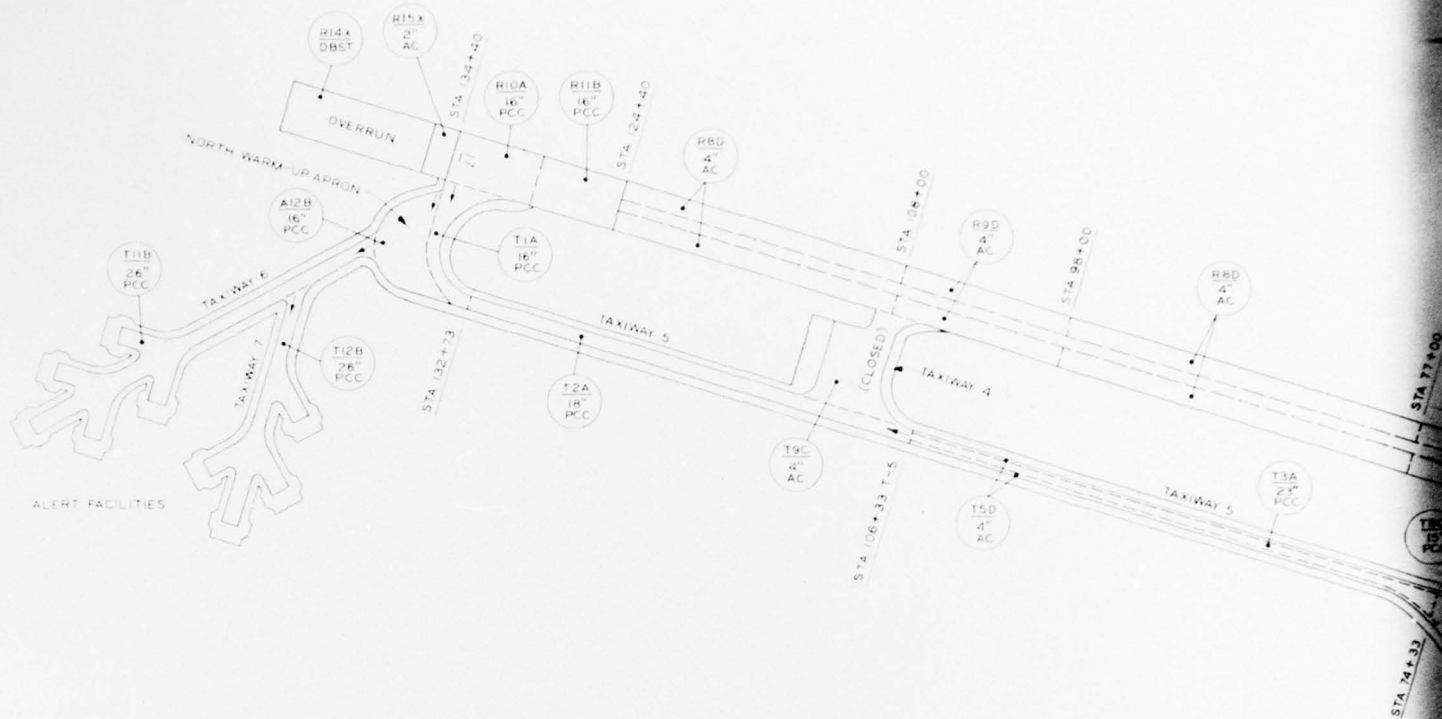 R14X
DBST
R15X
2"
AC
STA 134+40
R10A
16"
PCC
R11B
16"
PCC
STA 124+40
R8D
4"
AC
OVERRUN
NORTH WARM-UP APRON
A12B
16"
PCC
T1A
16"
PCC
STA 108+00
R9D
4"
AC
STA 98+00
R8D
4"
AC
STA 77+00
T11B
26"
PCC
TAXIWAY 6
TAXIWAY 7
T12B
26"
PCC
STA 132+73
TAXIWAY 5
T2A
18"
PCC
(CLOSED)
TAXIWAY 4
T9C
4"
AC
STA 106+33 T-5
T5D
4"
AC
TAXIWAY 5
T3A
23"
PCC
ALERT FACILITIES
STA 74+33